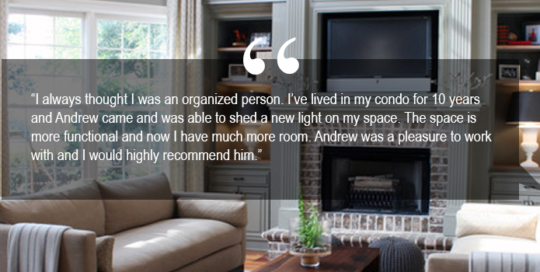 “I always thought I was an organized person. I’ve lived in my condo for 10 years
and Andrew came and was able to shed a new light on my space. The space is
more functional and now I have much more room. Andrew was a pleasure to work
with and I would highly recommend him.”